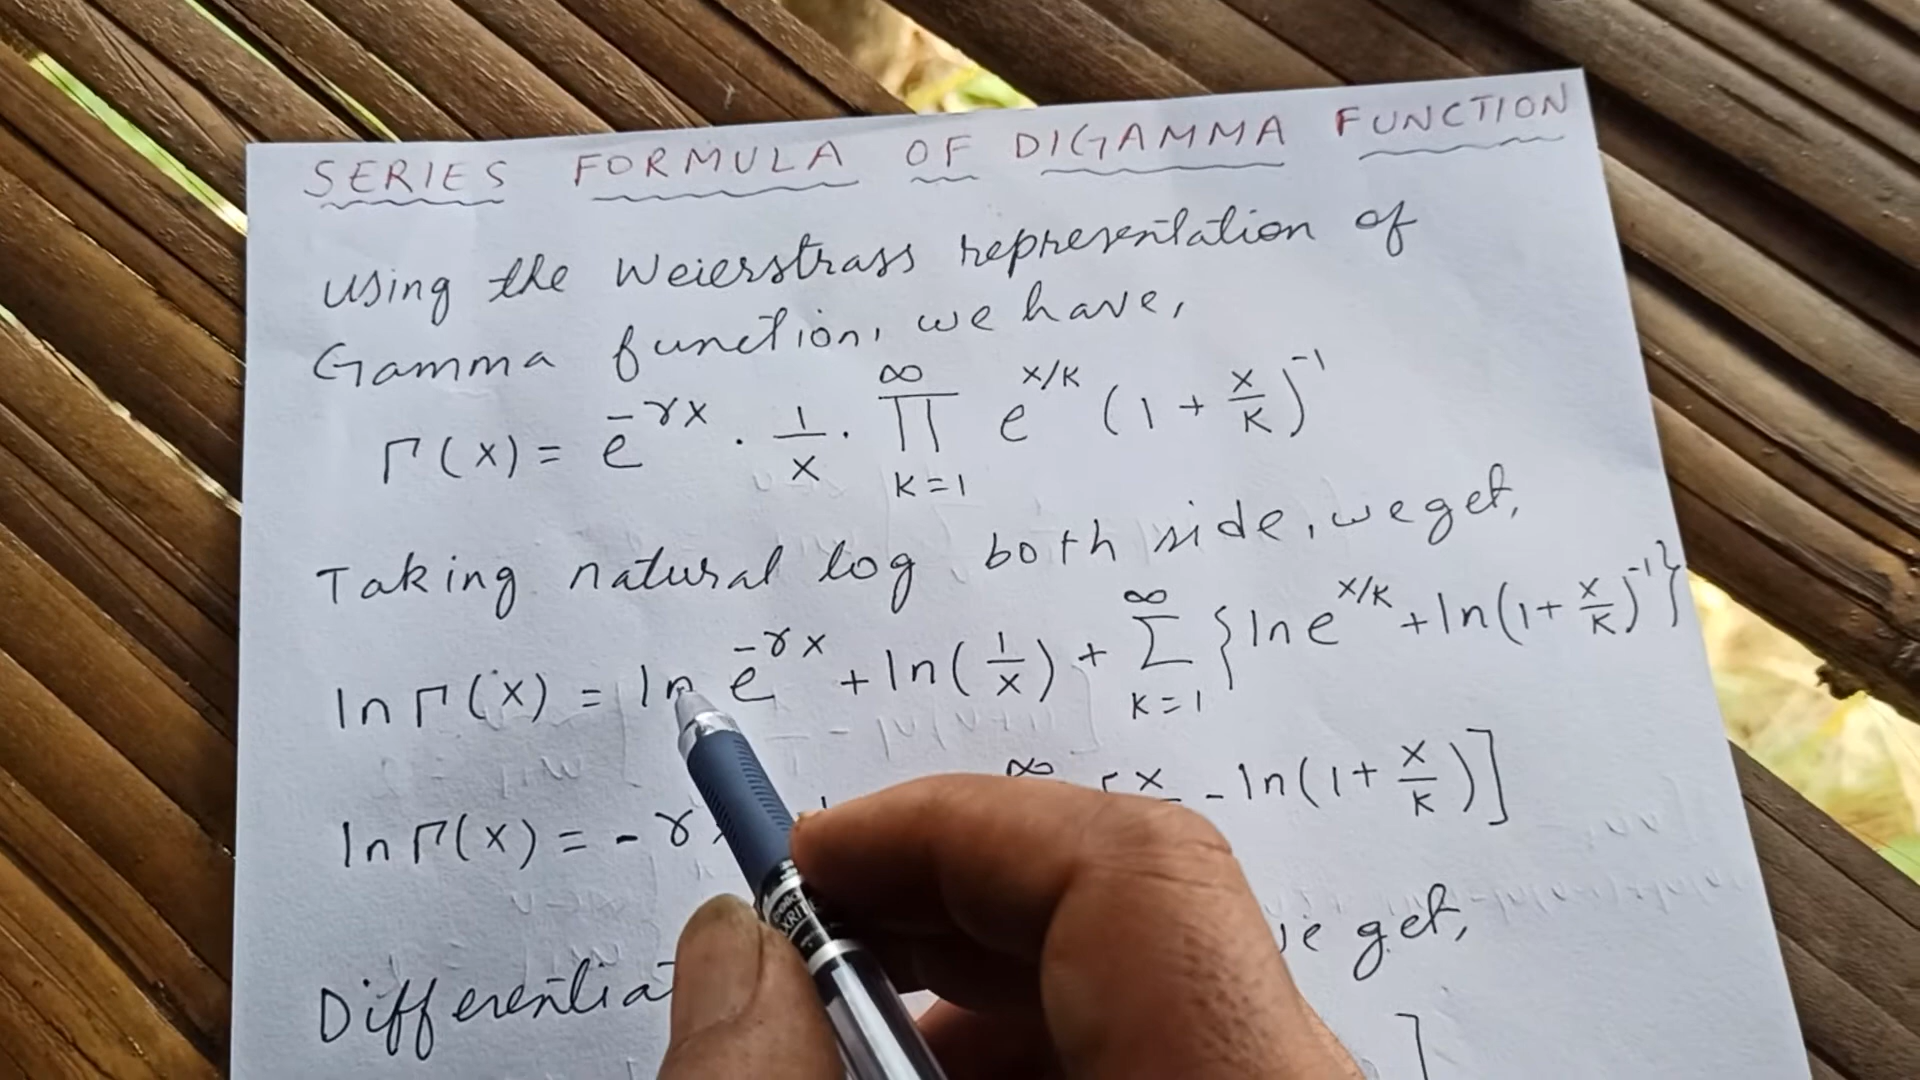 SERIES FORMULA OF DIGAMMA FUNCTION
Using the Weierstrass representation of
Gamma function, we have,
Γ(x) = e^{-γx} · 1/x · ∏_{k=1}^{∞} e^{x/k} (1 + x/k)^{-1}
Taking natural log both side, we get,
ln Γ(x) = ln e^{-γx} + ln(1/x) + ∑_{k=1}^{∞} {ln e^{x/k} + ln(1 + x/k)^{-1}}
ln Γ(x) = -γx ∞ [x - ln(1 + x/k)]
get,
]